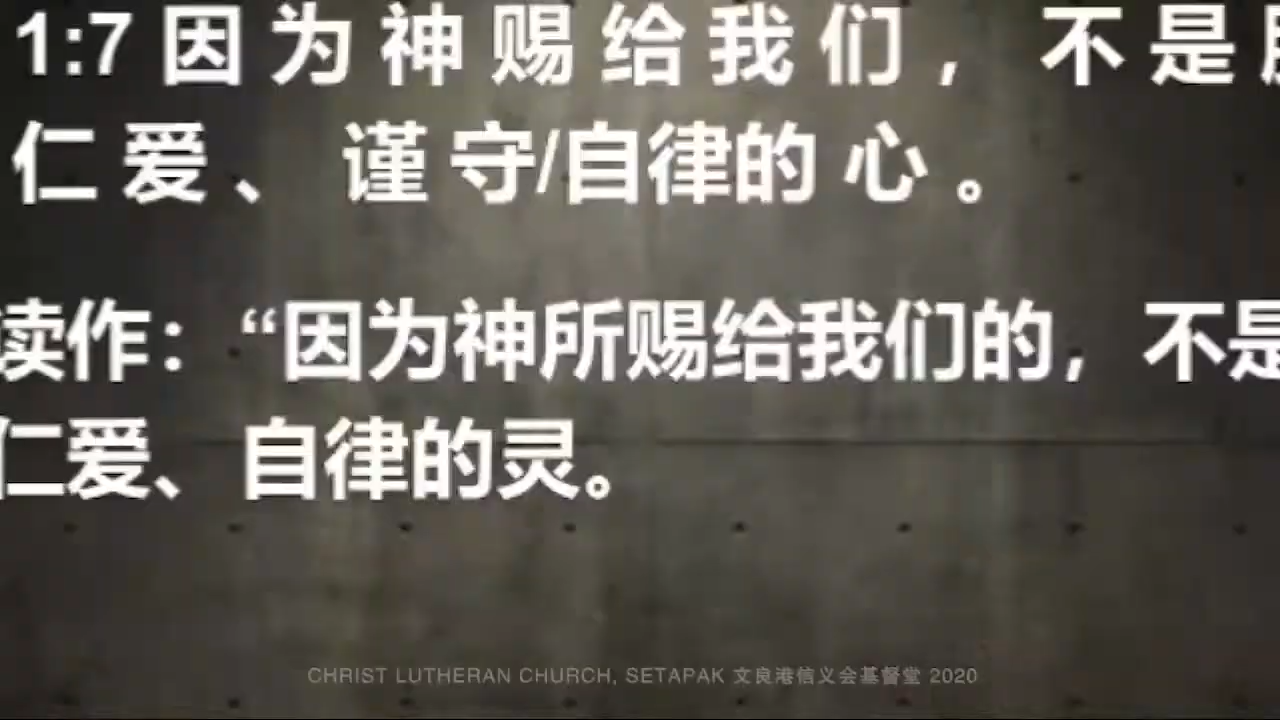 1:7 因 为 神 赐 给 我 们 ， 不 是
仁 爱 、 谨 守/自律的 心 。
读作：“因为神所赐给我们的，不是
仁爱、自律的灵。
CHRIST LUTHERAN CHURCH, SETAPAK 文良港信义会基督堂 2020